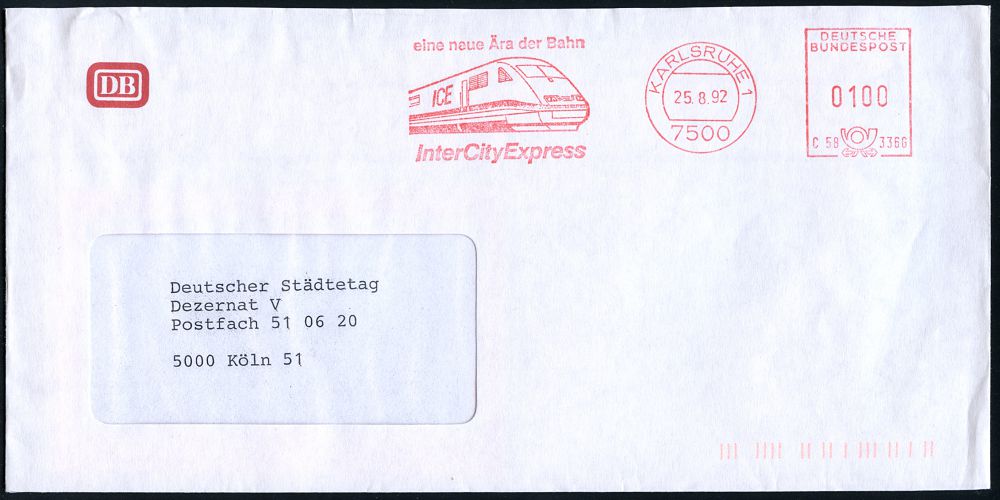 DB
eine neue Ära der Bahn
ICE
InterCityExpress
KARLSRUHE 1
25.8.92
7500
DEUTSCHE
BUNDESPOST
0100
C 58 336G
Deutscher Städtetag
Dezernat V
Postfach 51 06 20
5000 Köln 51